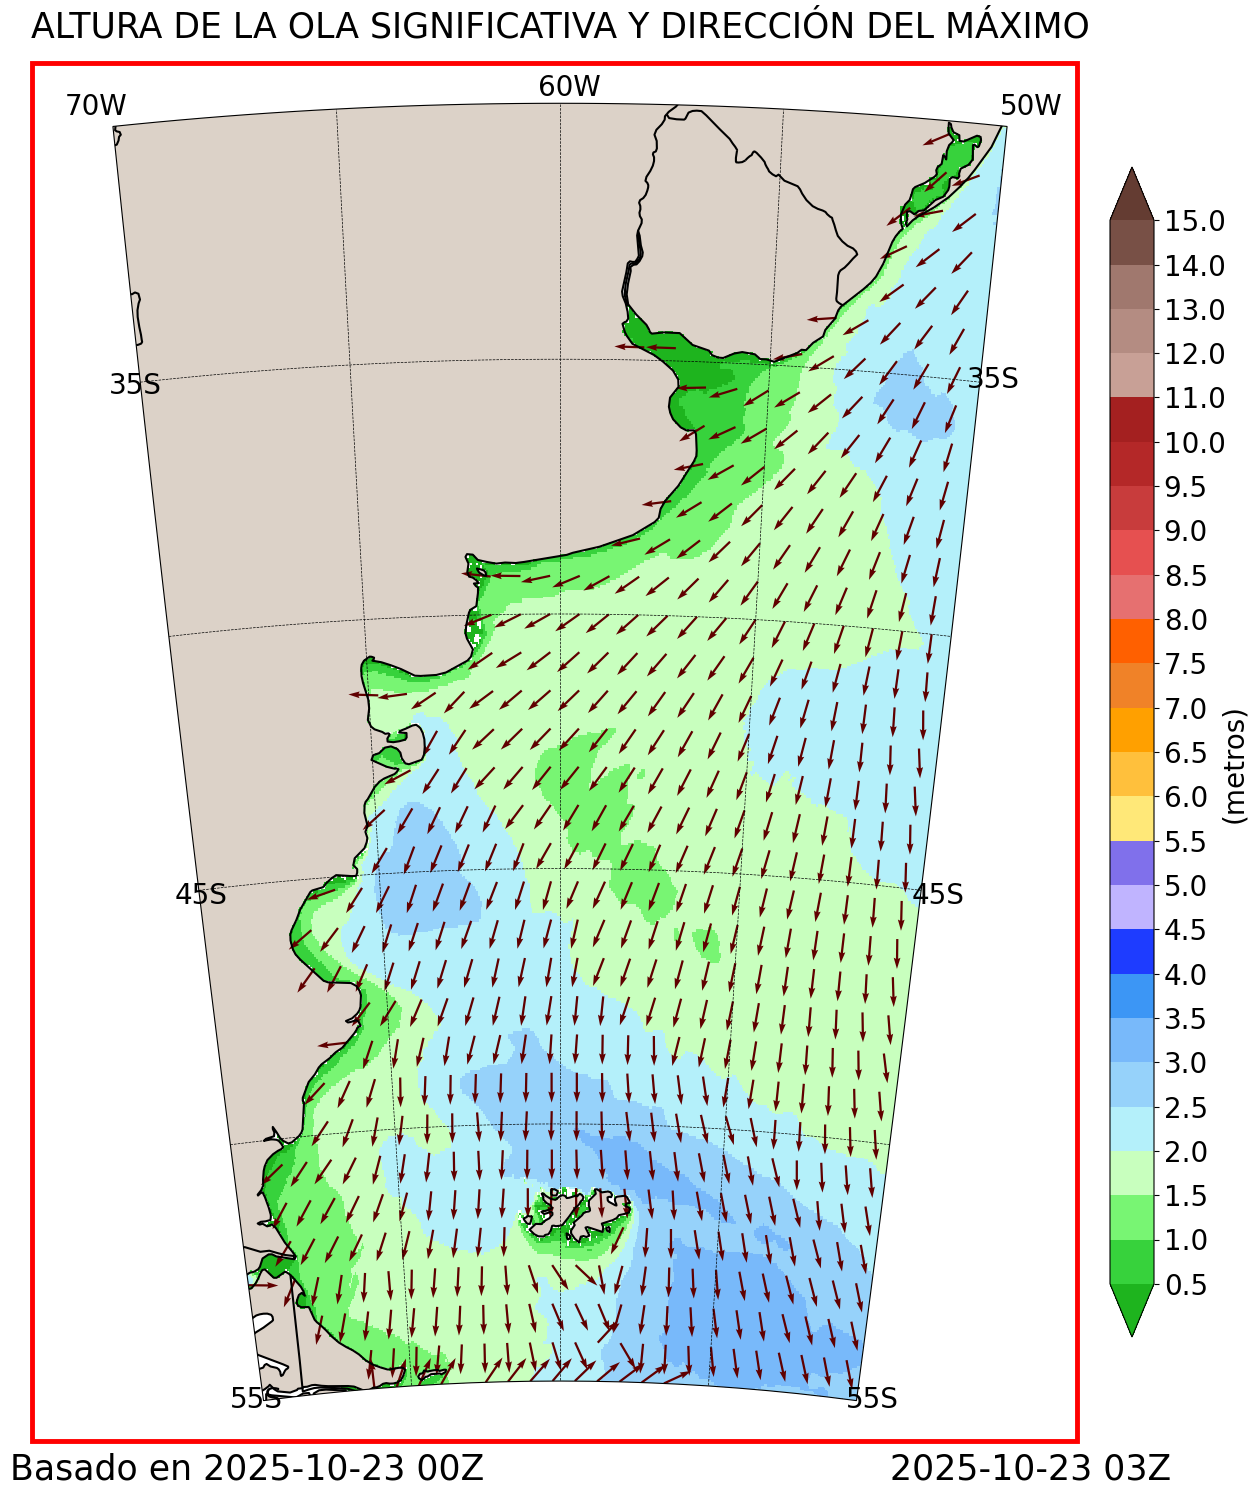 ALTURA DE LA OLA SIGNIFICATIVA Y DIRECCIÓN DEL MÁXIMO
70W
60W
50W
35S
35S
45S
45S
55S
55S
15.0
14.0
13.0
12.0
11.0
10.0
9.5
9.0
8.5
8.0
7.5
7.0
6.5
6.0
5.5
5.0
4.5
4.0
3.5
3.0
2.5
2.0
1.5
1.0
0.5
(metros)
Basado en 2025-10-23 00Z
2025-10-23 03Z